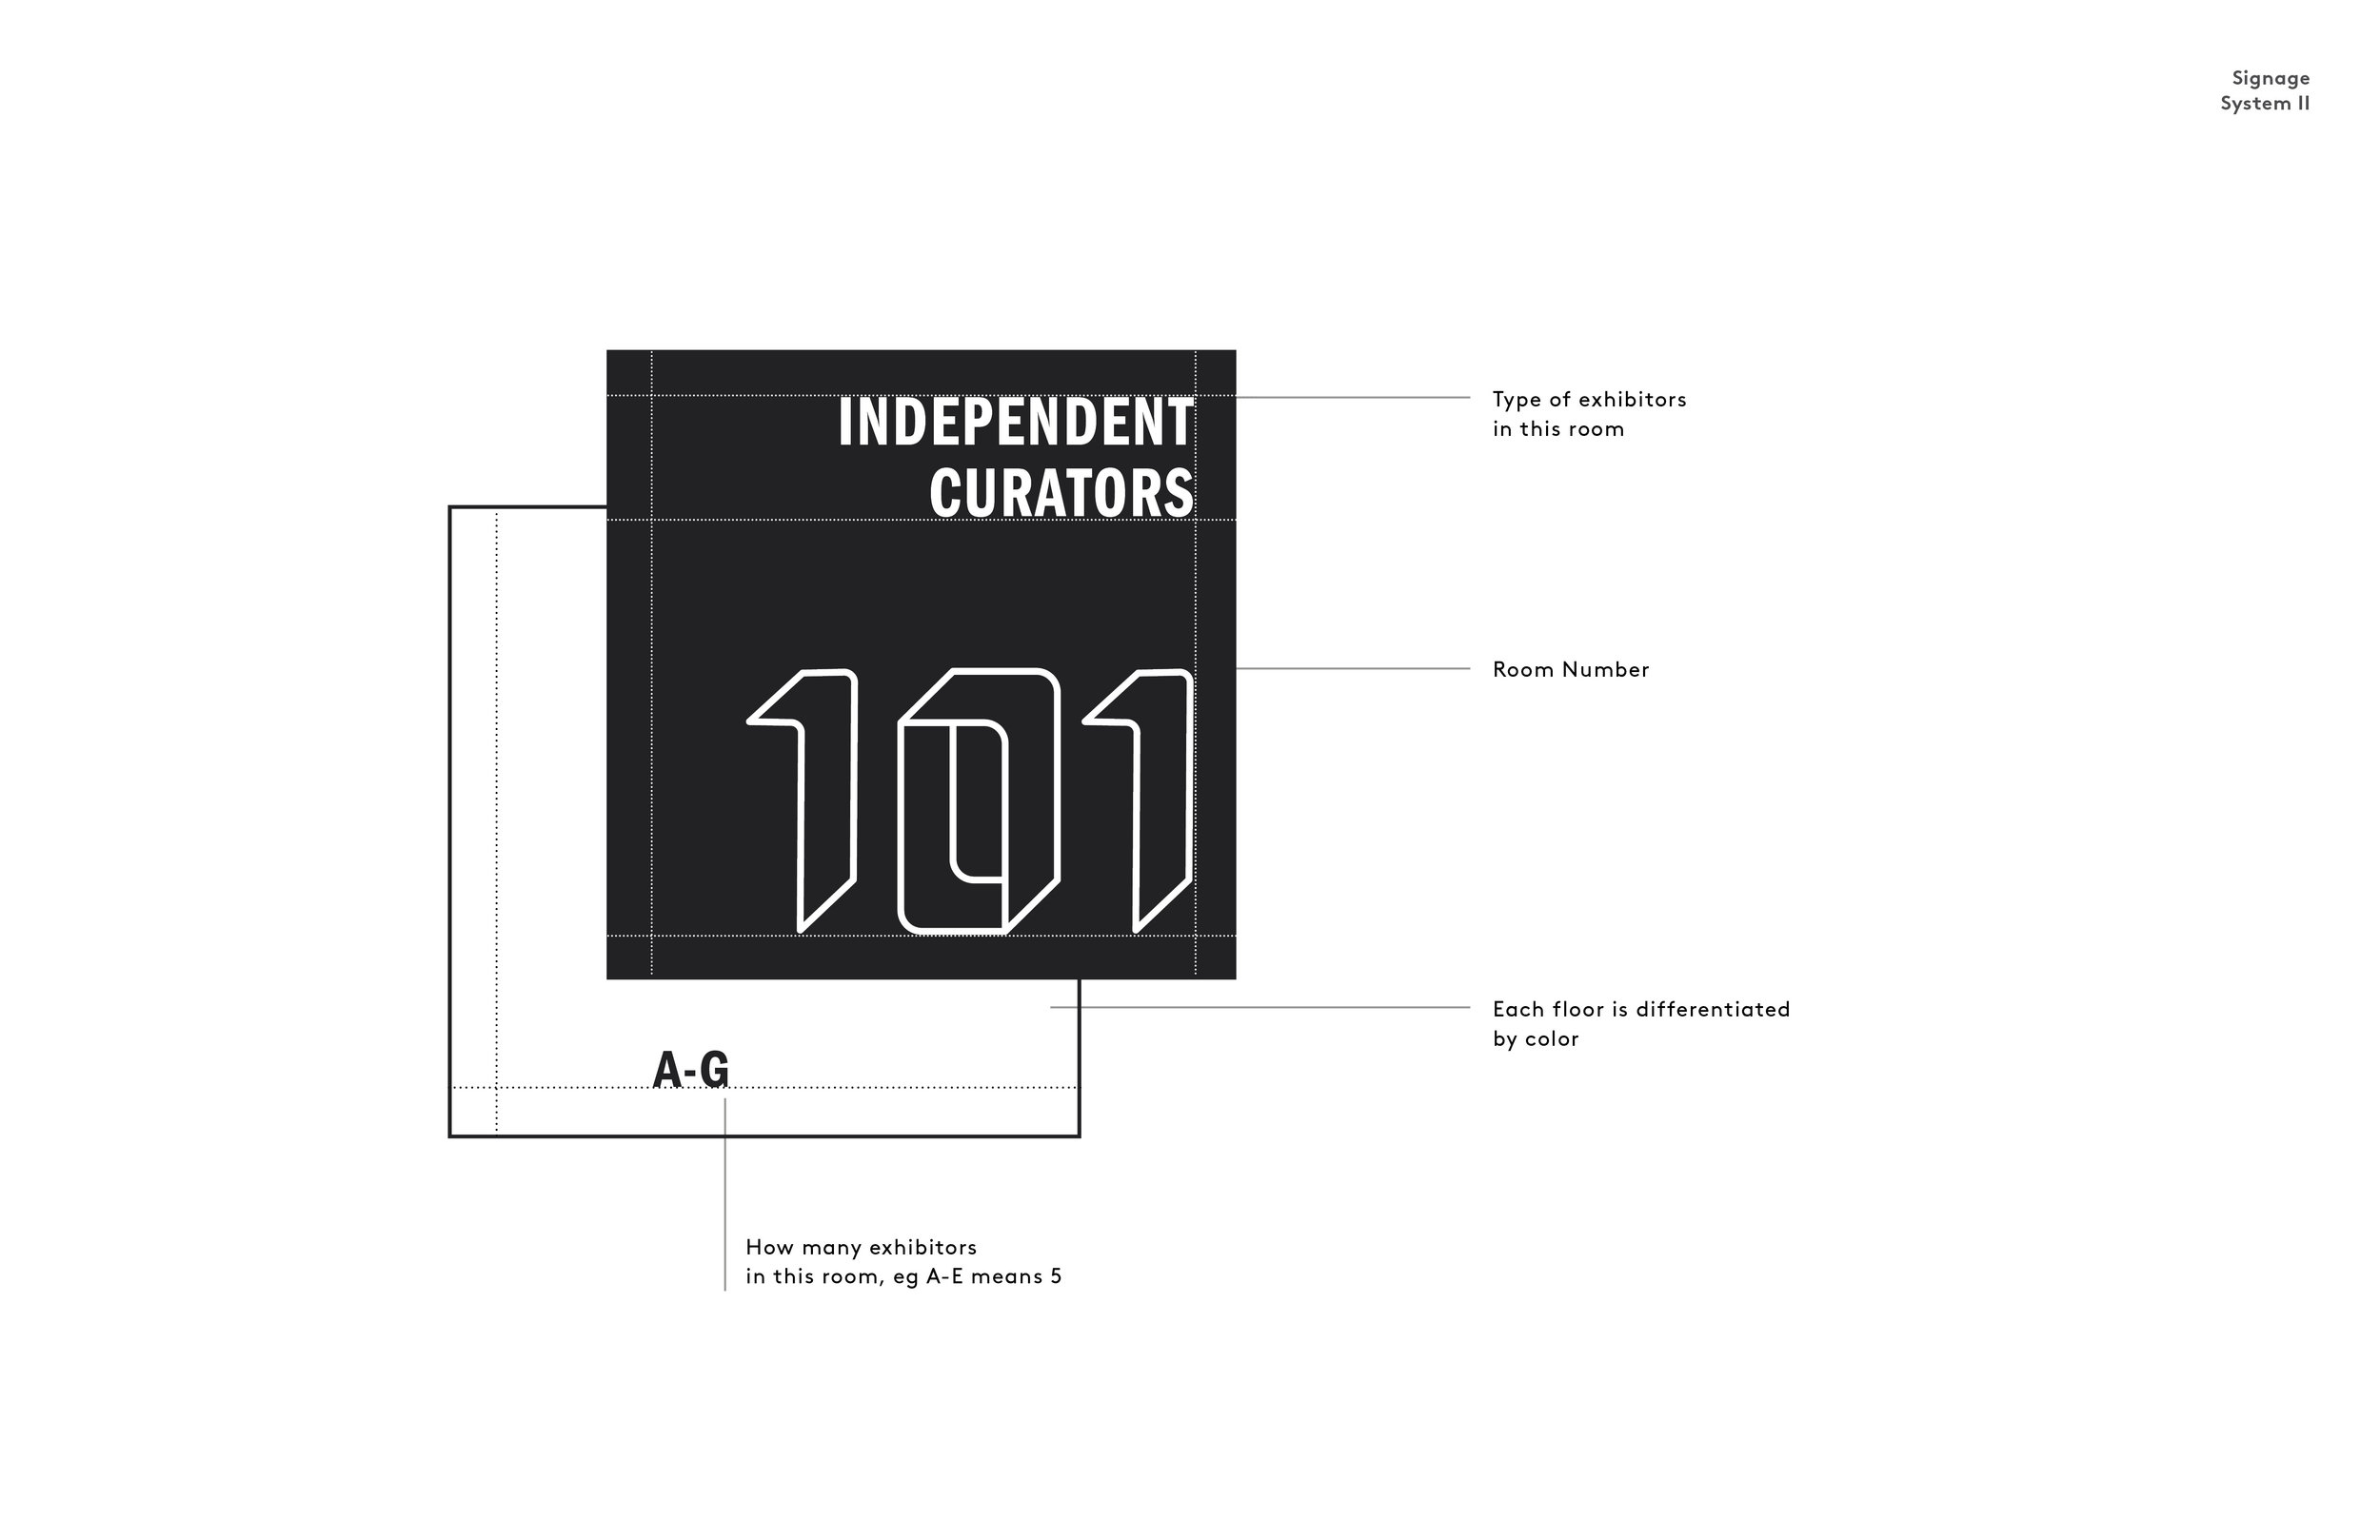 Signage
System II
INDEPENDENT
CURATORS
Type of exhibitors
in this room
101
Room Number
Each floor is differentiated
by color
A-G
How many exhibitors
in this room, eg A-E means 5